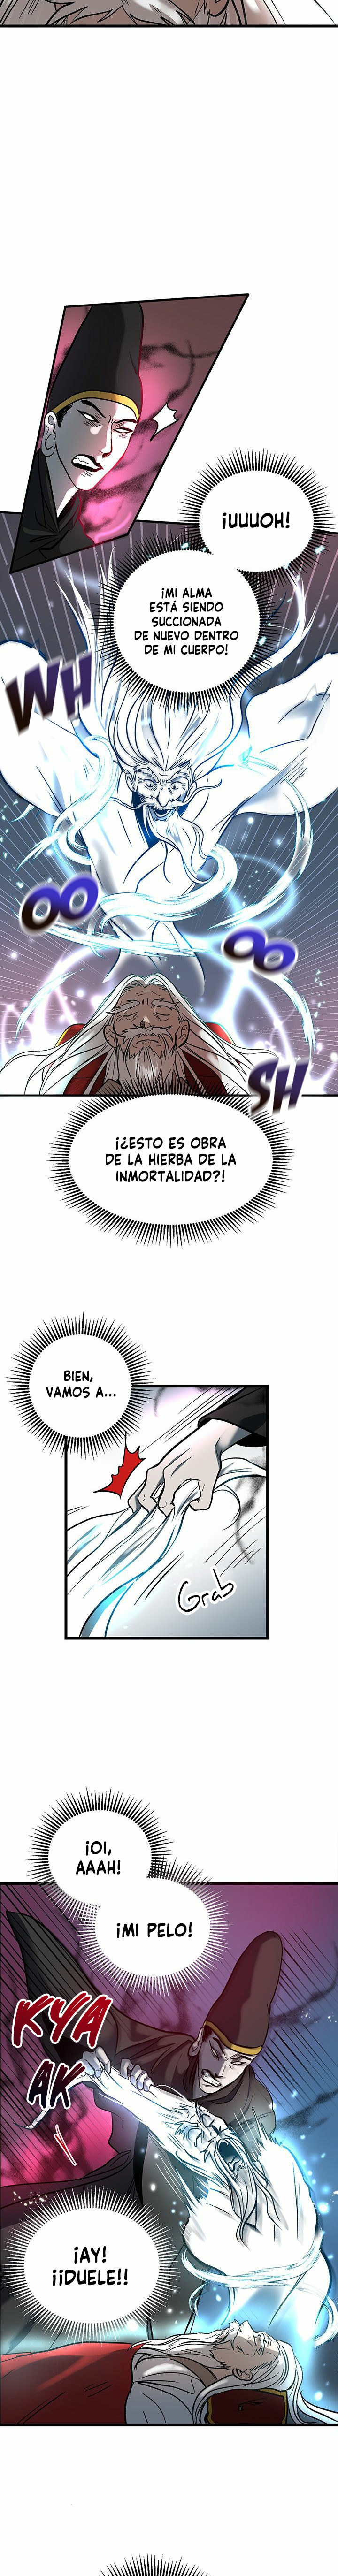 ¡UUUOH!
¡MI ALMA
ESTÁ SIENDO
SUCCIONADA
DE NUEVO DENTRO
DE MI CUERPO!
WH
OO
OO
SH
¡¿ESTO ES OBRA
DE LA HIERBA DE LA
INMORTALIDAD?!
BIEN,
VAMOS A...
Grab
¡OI,
AAAH!
¡MI PELO!
KYA
AK
¡AY!
¡¡DUELE!!